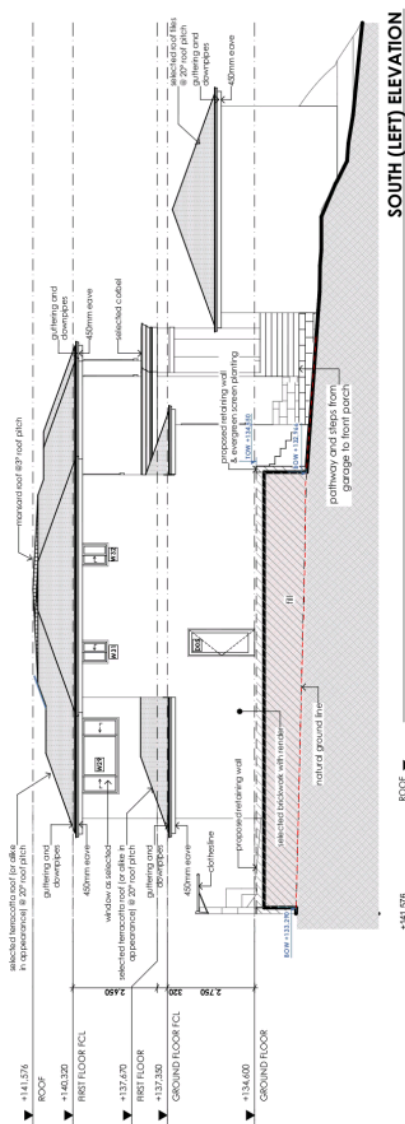 selected terracotta roof (or alike
in appearance) @ 20° roof pitch
mansard roof @3° roof pitch
guttering and
downpipes
selected roof tiles
@ 20° roof pitch
guttering and
downpipes
+141,576
ROOF
guttering and
downpipes
450mm eave
450mm eave
+140,320
FIRST FLOOR FCL
450mm eave
W29
W31
W32
selected corbel
window as selected
selected terracotta roof (or alike in
appearance) @ 20° roof pitch
2,650
+137,670
FIRST FLOOR
guttering and
downpipes
320
+137,350
GROUND FLOOR FCL
450mm eave
2,750
clothesline
D05
proposed retaining wall
& evergreen screen planting
proposed retaining wall
+134,600
GROUND FLOOR
selected brickwork with render
fill
natural ground line
pathway and steps from
garage to front porch
SOUTH (LEFT) ELEVATION
+141,576
ROOF